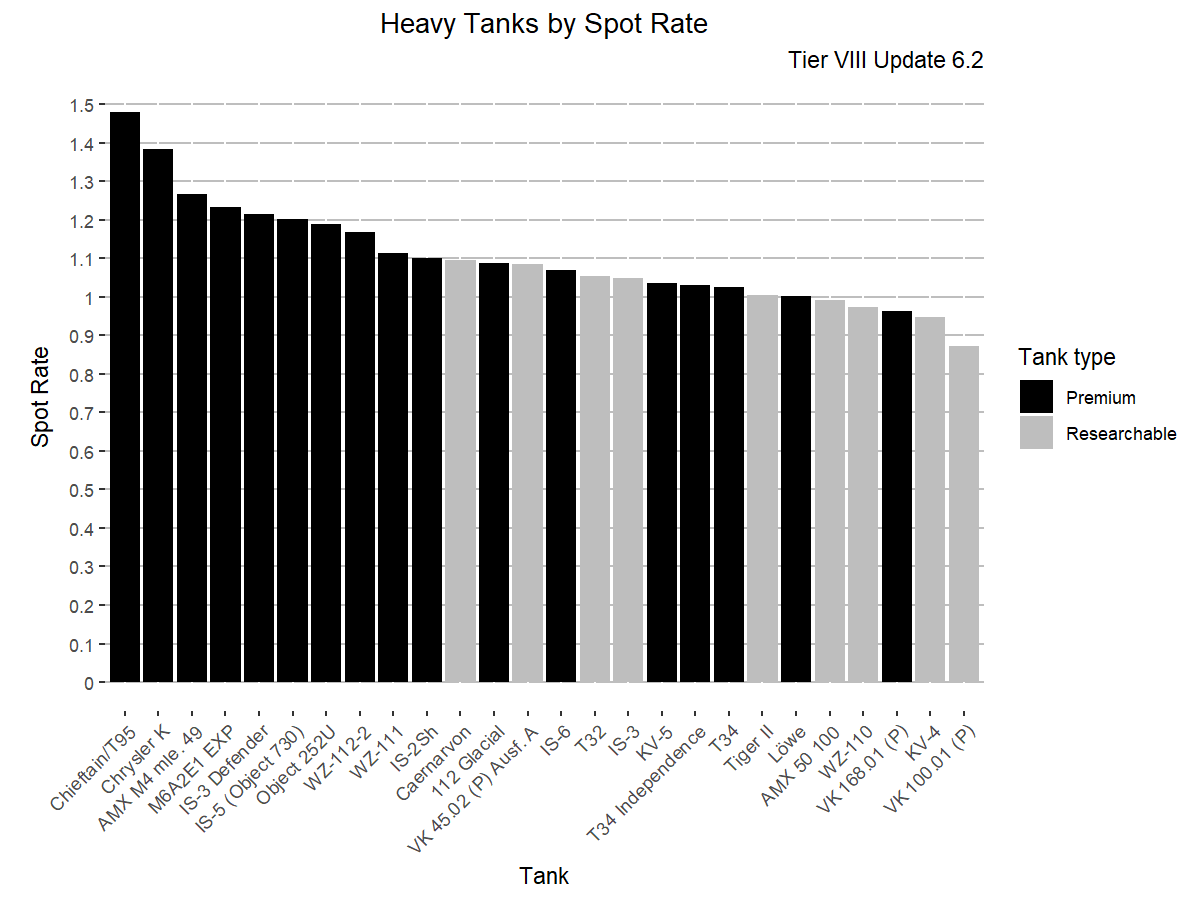 Heavy Tanks by Spot Rate
Tier VIII Update 6.2
1.5
1.4
1.3
1.2
1.1
1
0.9
0.8
0.7
0.6
0.5
0.4
0.3
0.2
0.1
0
Spot Rate
Chieftain/T95
Chrysler K
AMX M4 mle. 49
M6A2E1 EXP
IS-3 Defender
IS-5 (Object 730)
Object 252U
WZ-112-2
WZ-111
IS-2Sh
Caernarvon
112 Glacial
VK 45.02 (P) Ausf. A
IS-6
T32
IS-3
KV-5
T34 Independence
T34
Tiger II
Löwe
AMX 50 100
WZ-110
VK 168.01 (P)
KV-4
VK 100.01 (P)
Tank
Tank type
Premium
Researchable